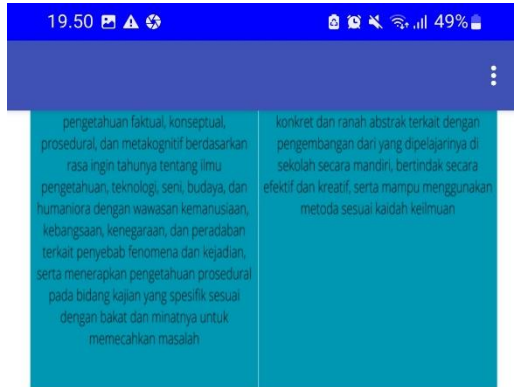 19.50
49%
pengetahuan faktual, konseptual,
prosedural, dan metakognitif berdasarkan
rasa ingin tahunya tentang ilmu
pengetahuan, teknologi, seni, budaya, dan
humaniora dengan wawasan kemanusiaan,
kebangsaan, kenegaraan, dan peradaban
terkait penyebab fenomena dan kejadian,
serta menerapkan pengetahuan prosedural
pada bidang kajian yang spesifik sesuai
dengan bakat dan minatnya untuk
memecahkan masalah
konkret dan ranah abstrak terkait dengan
pengembangan dari yang dipelajarinya di
sekolah secara mandiri, bertindak secara
efektif dan kreatif, serta mampu menggunakan
metoda sesuai kaidah keilmuan